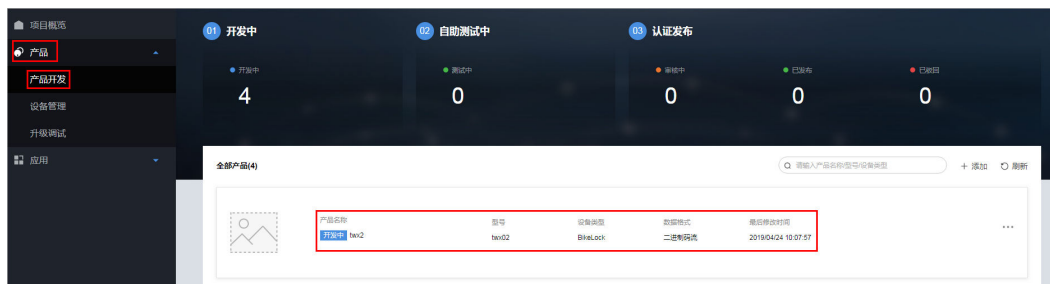 项目概览
产品
产品开发
设备管理
升级调试
应用
01 开发中
02 自助测试中
03 认证发布
开发中
测试中
审核中
已发布
已驳回
4
0
0
0
0
全部产品(4)
请输入产品名称/型号/设备类型
+ 添加
刷新
产品名称
型号
设备类型
数据格式
最后修改时间
开发中 twx2
twx02
BikeLock
二进制码流
2019/04/24 10:07:57